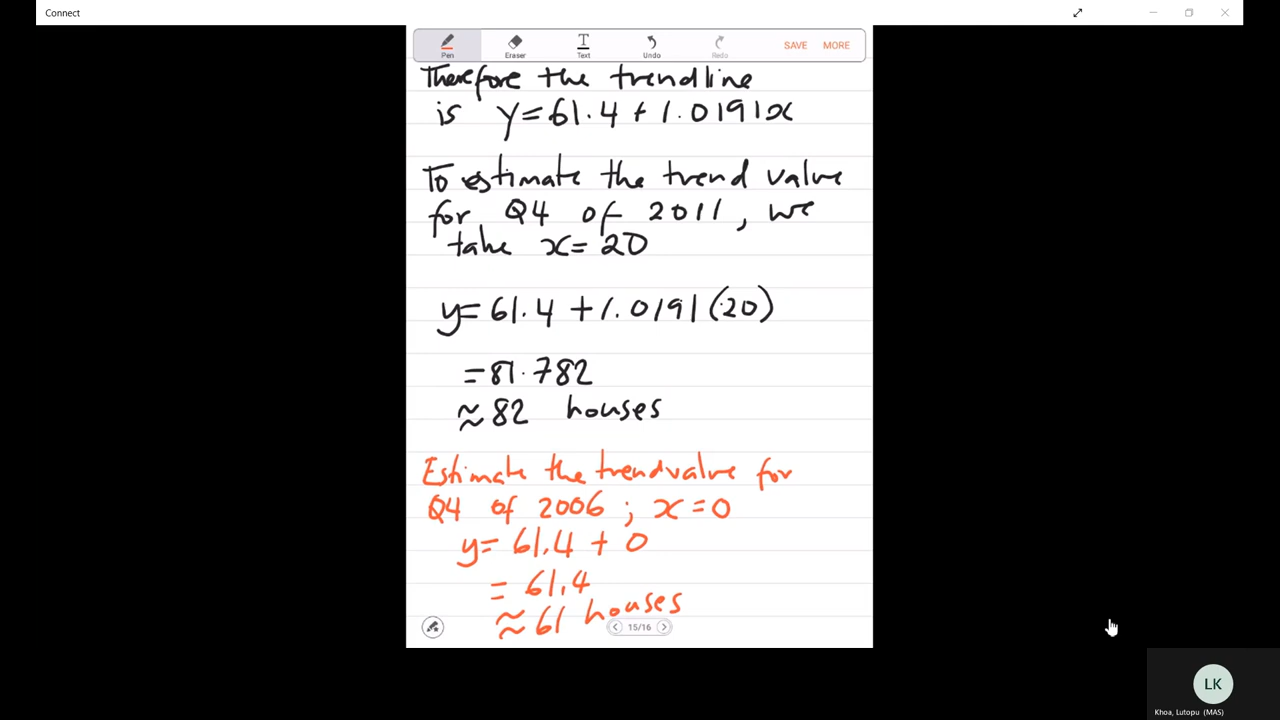 Connect
Pen
Eraser
T
Text
Undo
Redo
SAVE
MORE
Therefore the trendline
is y=61.4+1.0191x
To estimate the trend value
for Q4 of 2011, we
take x=20
y=61.4+1.0191(20)
=81.782
≈82 houses
Estimate the trendvalue for
Q4 of 2006; x=0
y=61.4+0
=61.4
≈61 houses
15/16
LK
Khoa, Lutopu (MAS)